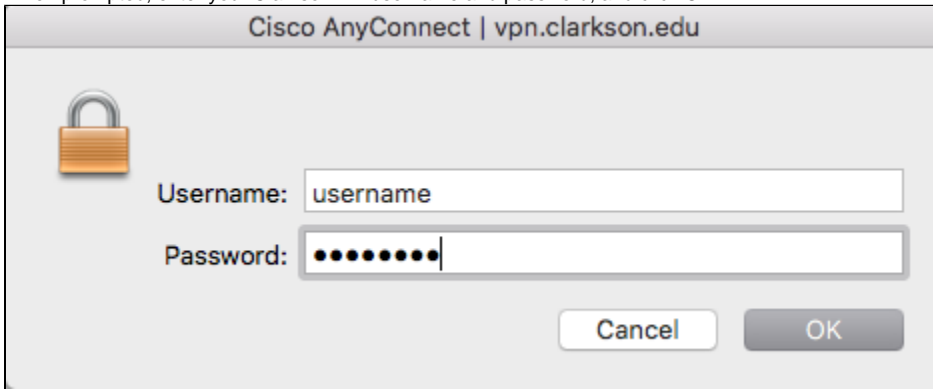 Cisco AnyConnect | vpn.clarkson.edu
Username: username
Password: ••••••••
Cancel OK